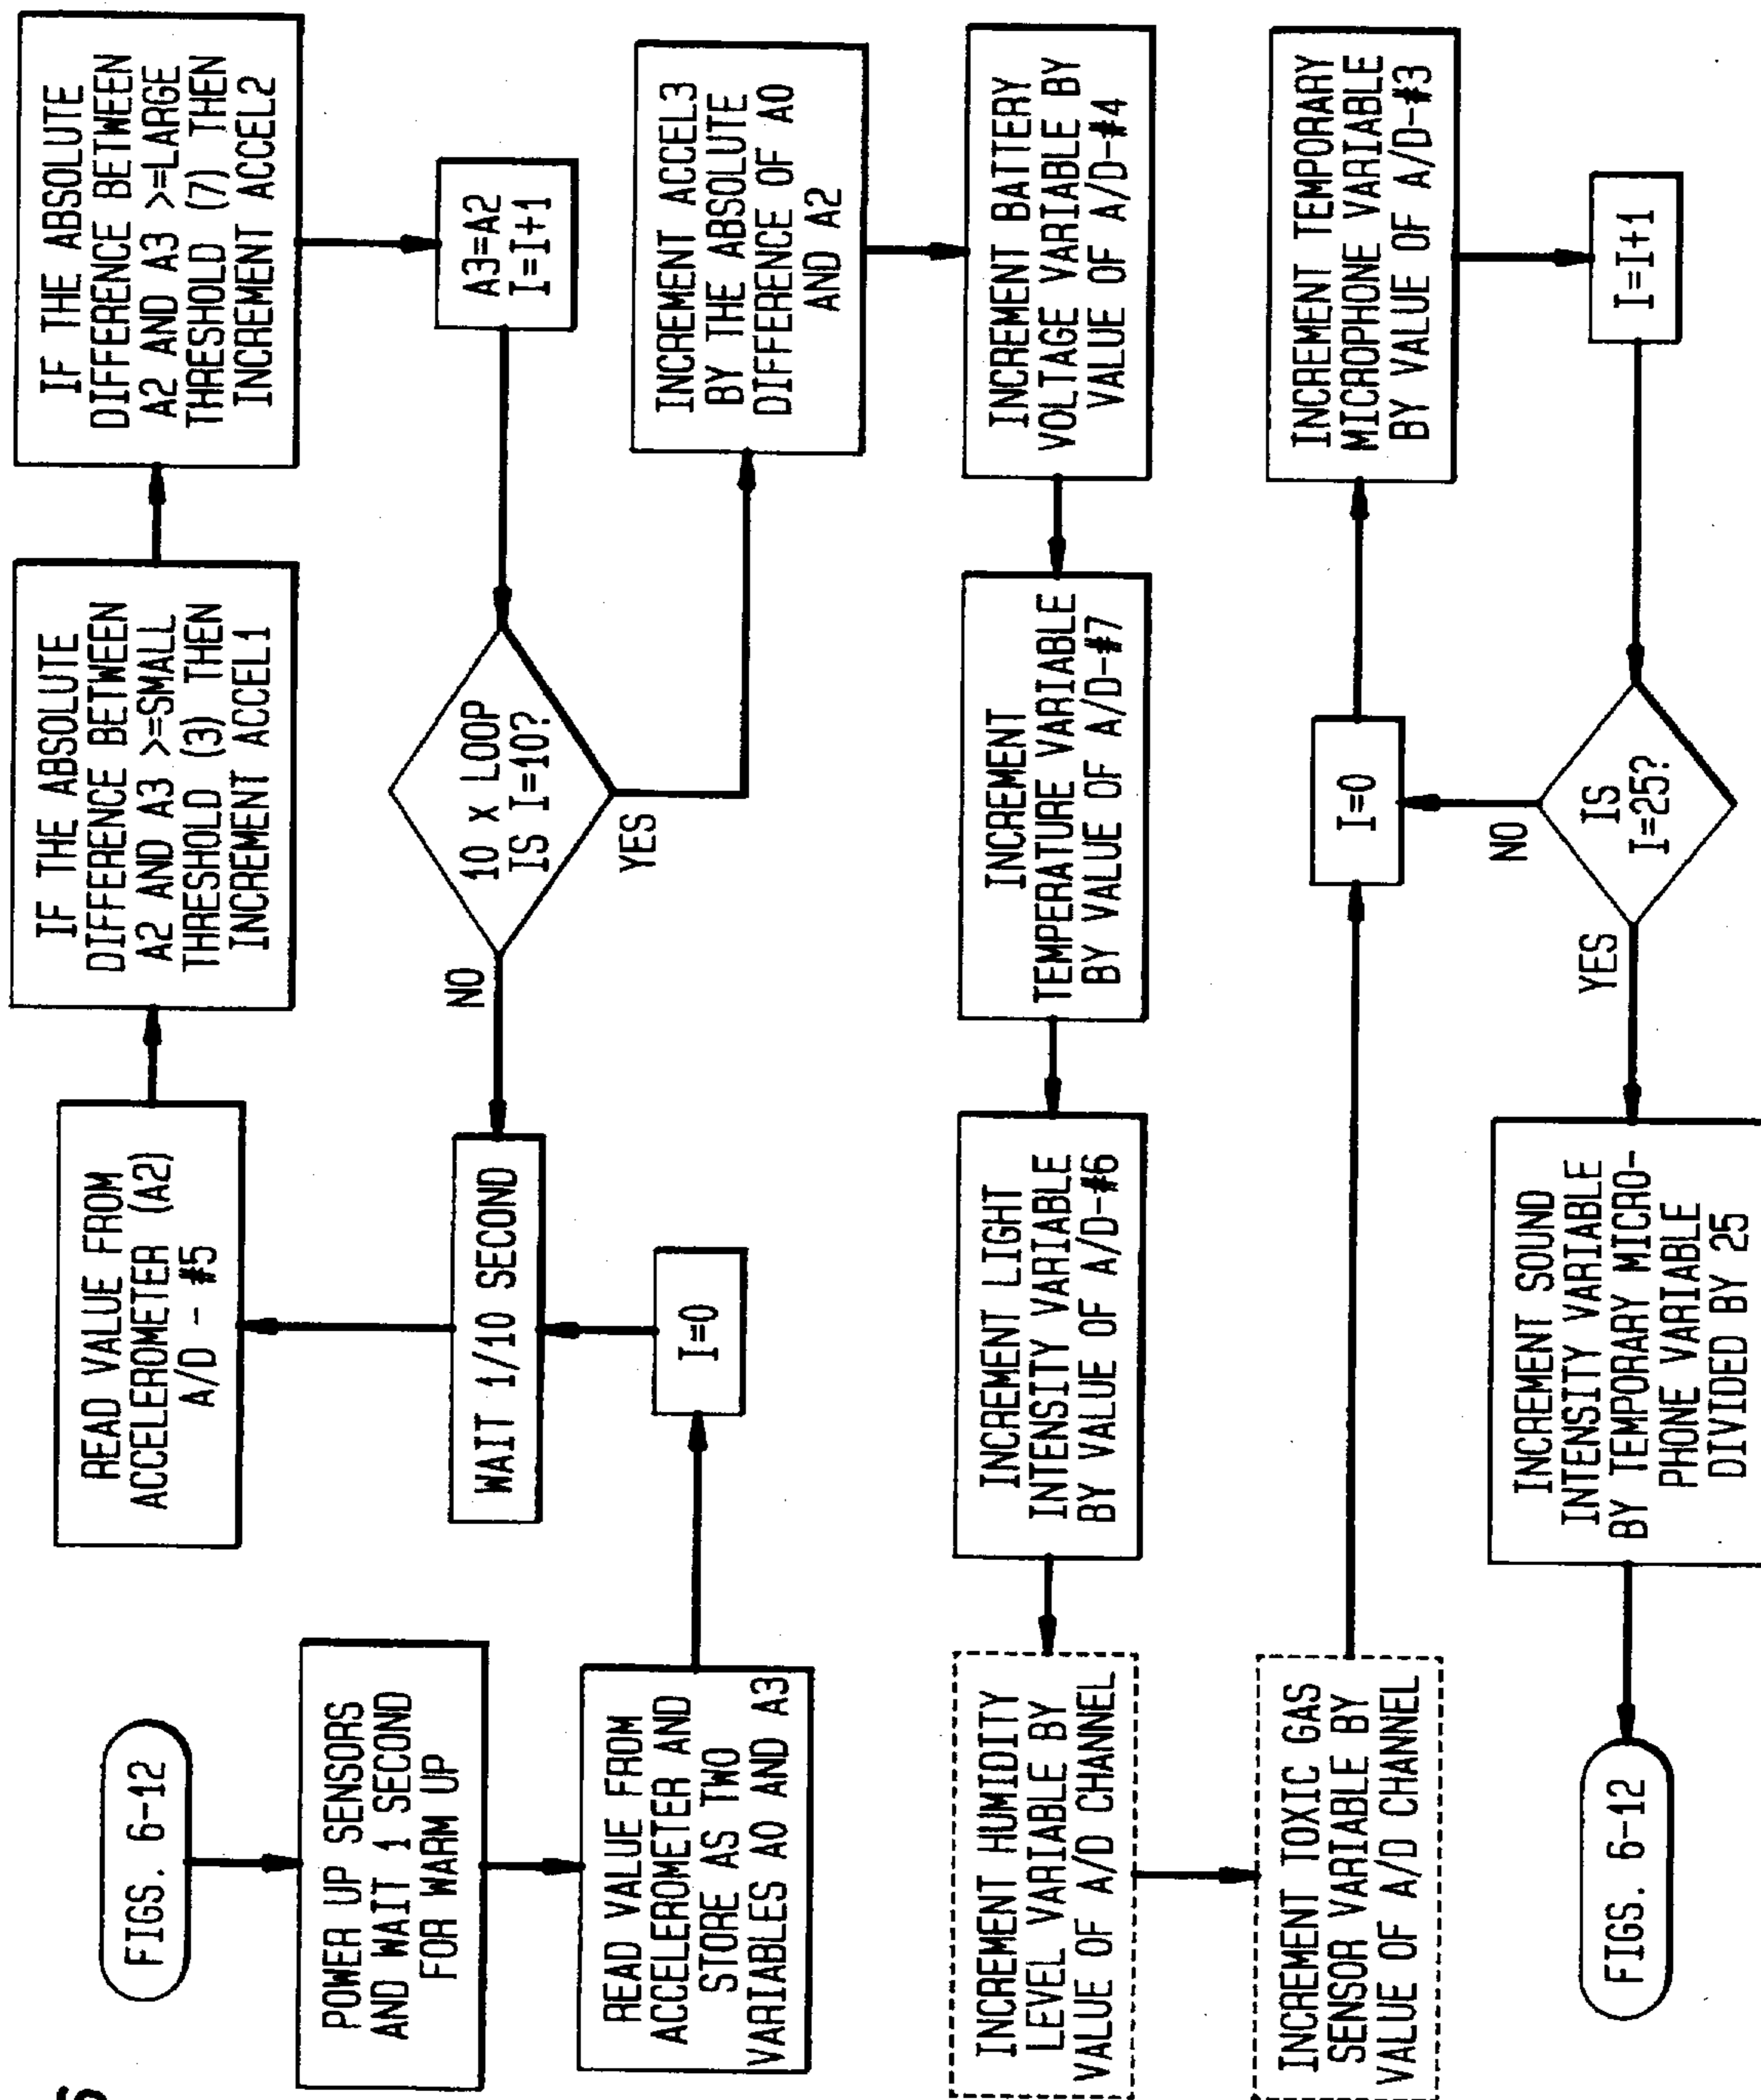 FIGS. 6-12
POWER UP SENSORS
AND WAIT 1 SECOND
FOR WARM UP
READ VALUE FROM
ACCELEROMETER AND
STORE AS TWO
VARIABLES A0 AND A3
I=0
WAIT 1/10 SECOND
READ VALUE FROM
ACCELEROMETER (A2)
A/D - #5
IF THE ABSOLUTE
DIFFERENCE BETWEEN
A2 AND A3 >=SMALL
THRESHOLD (3) THEN
INCREMENT ACCEL1
IF THE ABSOLUTE
DIFFERENCE BETWEEN
A2 AND A3 >=LARGE
THRESHOLD (7) THEN
INCREMENT ACCEL2
A3=A2
I=I+1
10 x LOOP
IS I=10?
NO
YES
INCREMENT ACCEL3
BY THE ABSOLUTE
DIFFERENCE OF A0
AND A2
INCREMENT BATTERY
VOLTAGE VARIABLE BY
VALUE OF A/D-#4
INCREMENT
TEMPERATURE VARIABLE
BY VALUE OF A/D-#7
INCREMENT LIGHT
INTENSITY VARIABLE
BY VALUE OF A/D-#6
INCREMENT HUMIDITY
LEVEL VARIABLE BY
VALUE OF A/D CHANNEL
INCREMENT TOXIC GAS
SENSOR VARIABLE BY
VALUE OF A/D CHANNEL
I=0
INCREMENT TEMPORARY
MICROPHONE VARIABLE
BY VALUE OF A/D-#3
I=I+1
IS
I=25?
NO
YES
INCREMENT SOUND
INTENSITY VARIABLE
BY TEMPORARY MICRO-
PHONE VARIABLE
DIVIDED BY 25
FIGS. 6-12